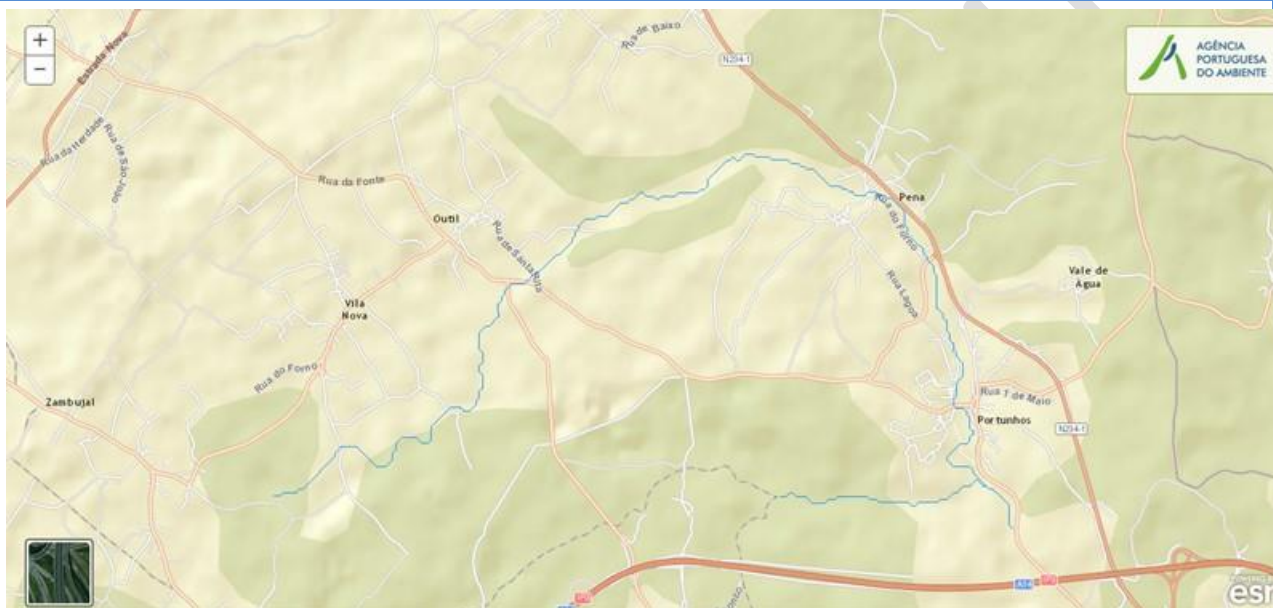 +
−
Estrada Nova
Rua da Herdade
Rua de São João
Rua de Baixo
N234-1
AGÊNCIA
PORTUGUESA
DO AMBIENTE
Rua da Fonte
Outil
Rua de Santa Rita
Pena
Rua do Forno
Rua Lagoa
Vale de
Água
Vila
Nova
Rua do Forno
Zambujal
Rua 1 de Maio
Portunhos
N234-1
A14
esri